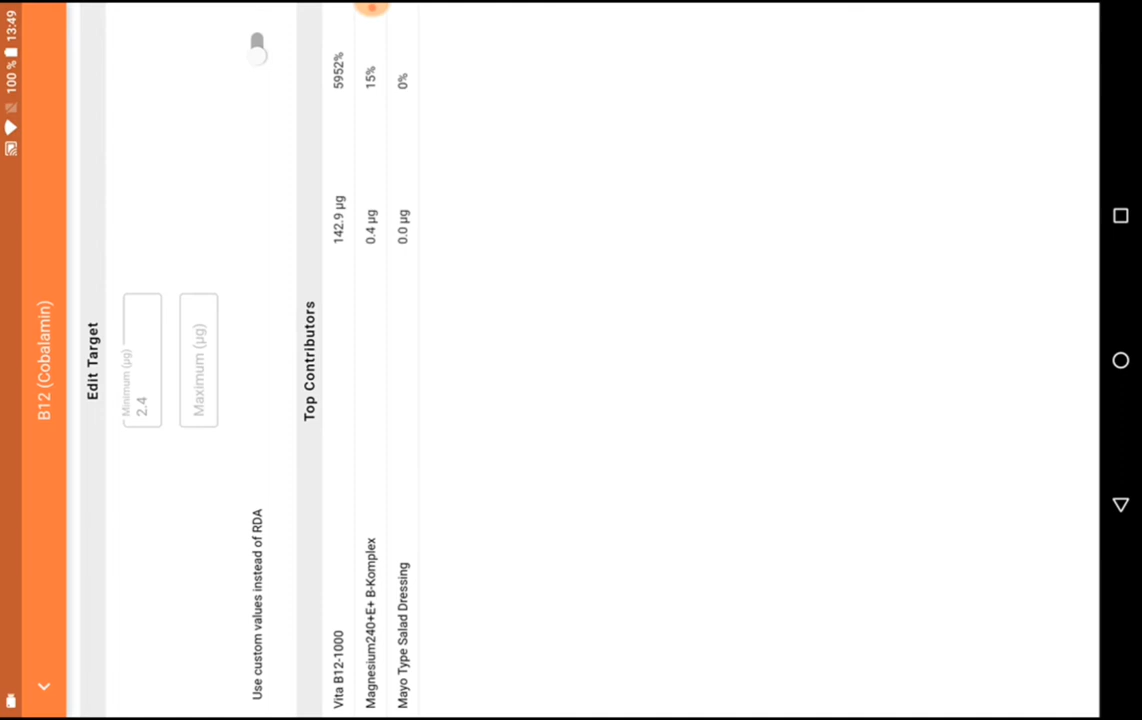 100 % 13:49
B12 (Cobalamin)
Edit Target
Minimum (µg)
2.4
Maximum (µg)
Use custom values instead of RDA
Top Contributors
Vita B12-1000 142.9 µg 5952%
Magnesium240+E+ B-Komplex 0.4 µg 15%
Mayo Type Salad Dressing 0.0 µg 0%